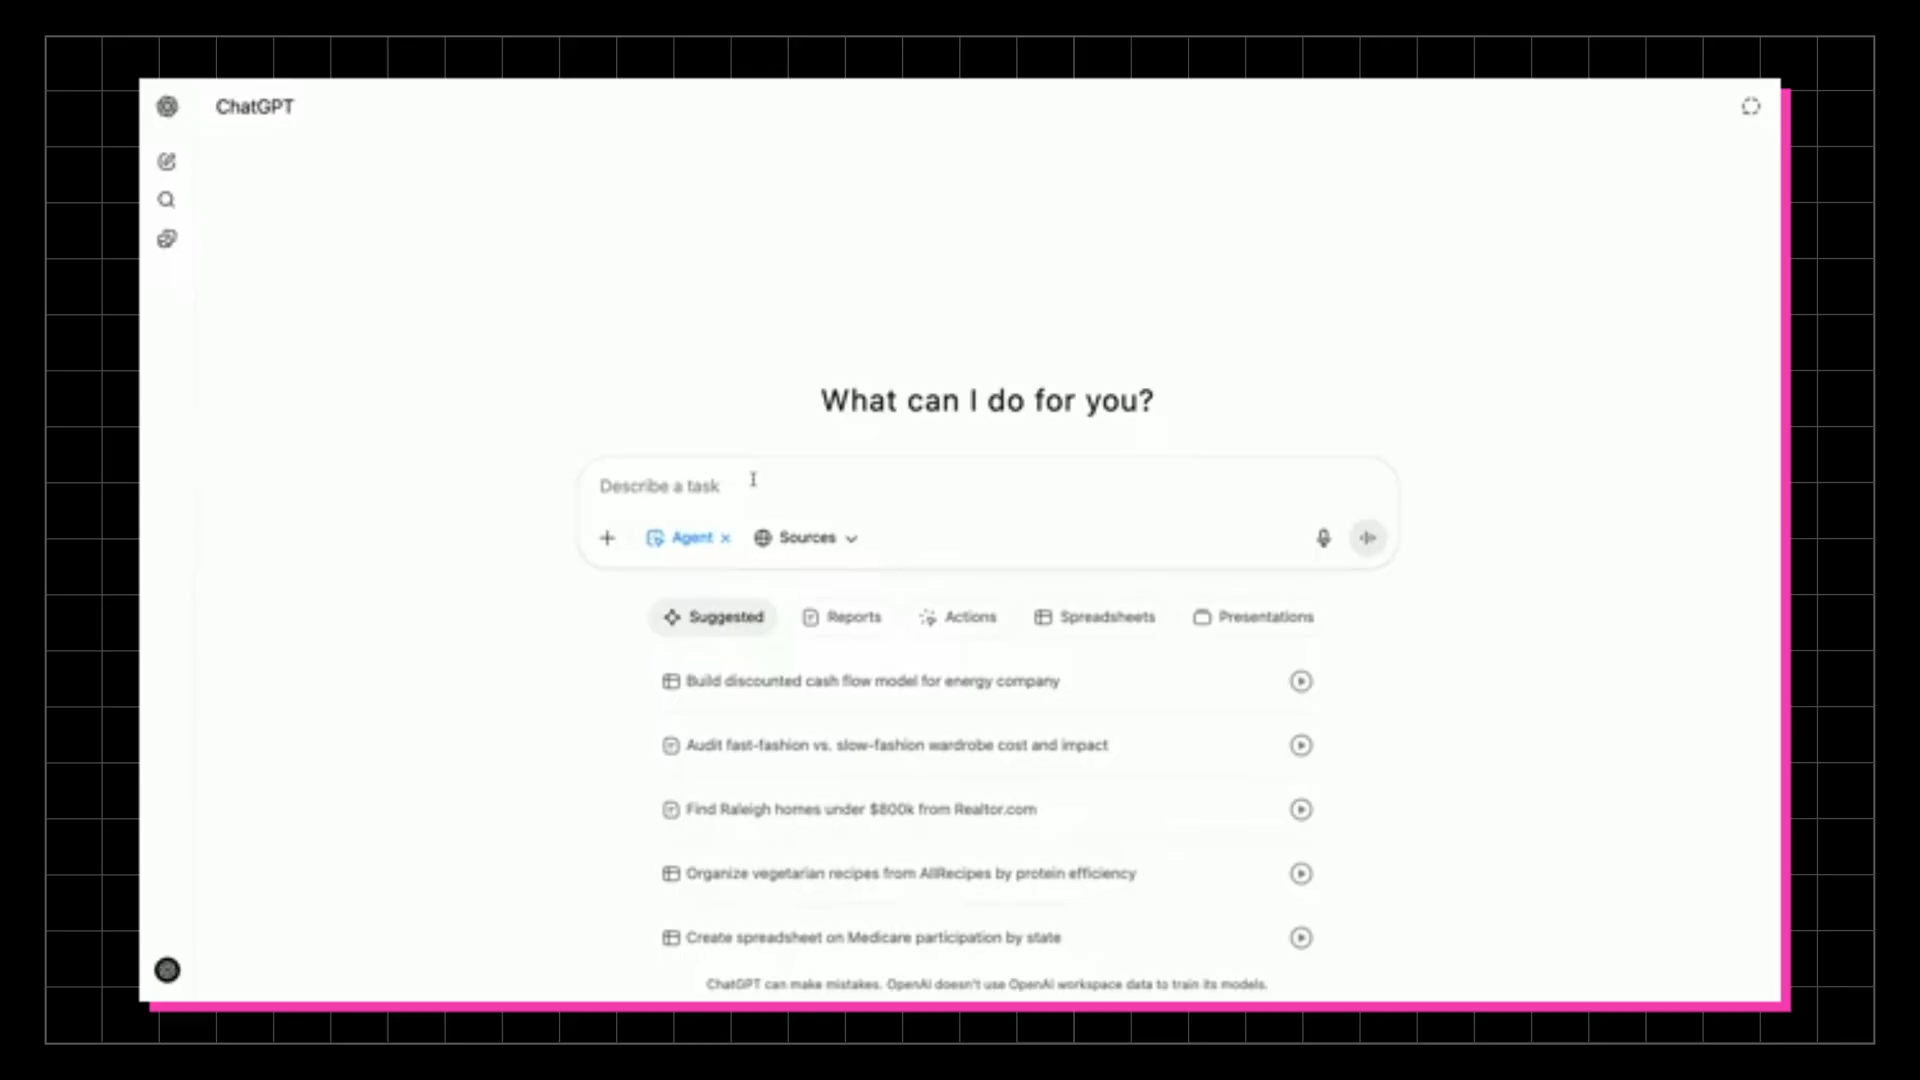 ChatGPT
What can I do for you?
Describe a task
Agent Sources
Suggested Reports Actions Spreadsheets Presentations
Build discounted cash flow model for energy company
Audit fast-fashion vs. slow-fashion wardrobe cost and impact
Find Raleigh homes under $800k from Realtor.com
Organize vegetarian recipes from AllRecipes by protein efficiency
Create spreadsheet on Medicare participation by state
ChatGPT can make mistakes. OpenAI doesn't use OpenAI workspace data to train its models.